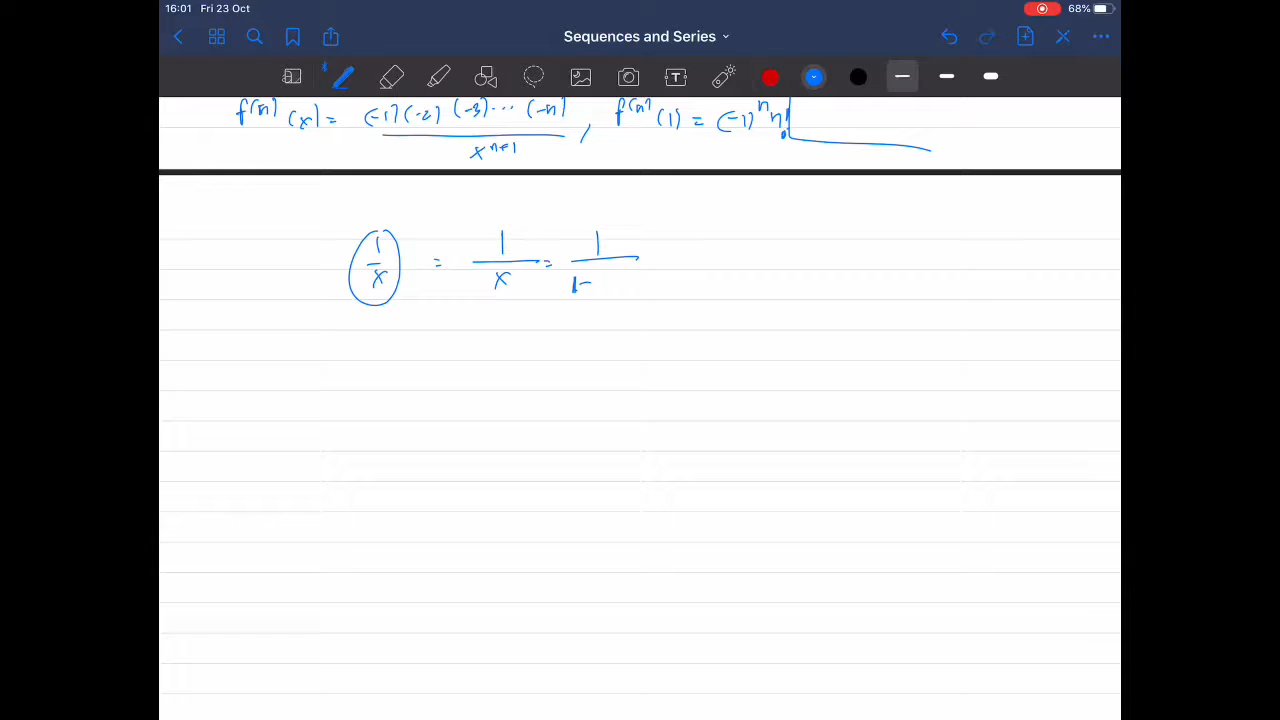 16:01 Fri 23 Oct 68%
Sequences and Series
T
f⁽ⁿ⁾(x) = (-1)(-2)(-3)...(-n) / xⁿ⁺¹ , f⁽ⁿ⁾(1) = (-1)ⁿ n!
1/x = 1/x = 1/1-